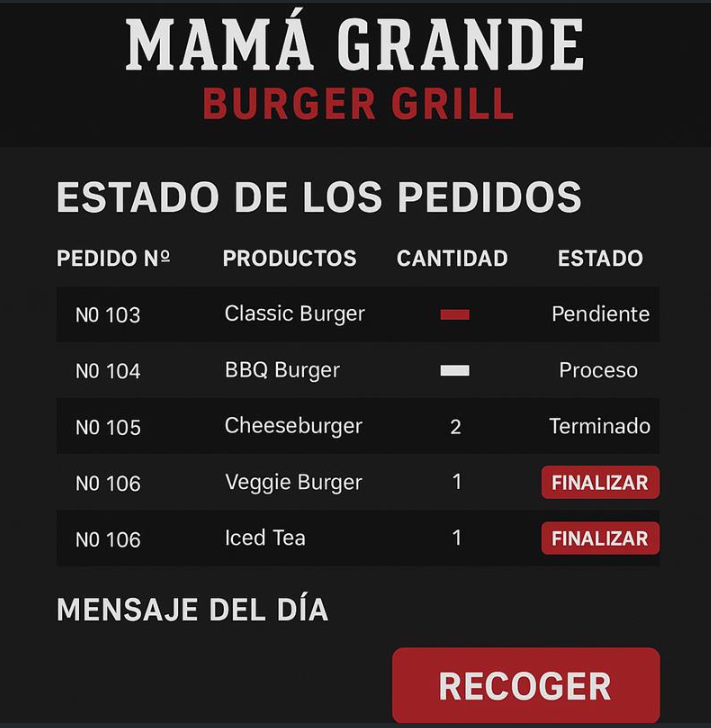 MAMÁ GRANDE
BURGER GRILL
ESTADO DE LOS PEDIDOS
PEDIDO Nº PRODUCTOS CANTIDAD ESTADO
N0 103 Classic Burger Pendiente
N0 104 BBQ Burger Proceso
N0 105 Cheeseburger 2 Terminado
N0 106 Veggie Burger 1 FINALIZAR
N0 106 Iced Tea 1 FINALIZAR
MENSAJE DEL DÍA
RECOGER